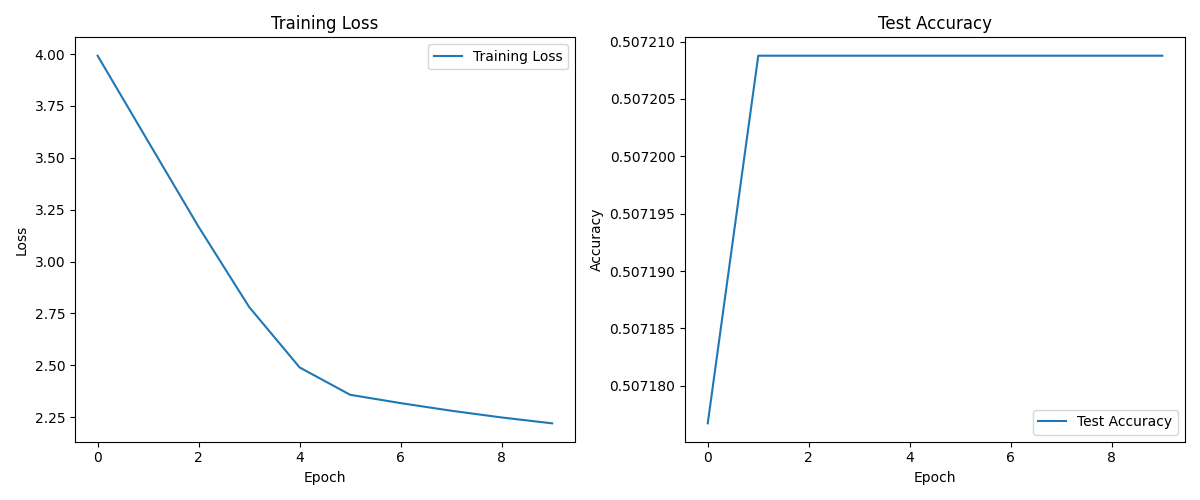 Training Loss
4.00
3.75
3.50
3.25
3.00
2.75
2.50
2.25
Loss
0 2 4 6 8
Epoch
Training Loss
Test Accuracy
0.507210
0.507205
0.507200
0.507195
0.507190
0.507185
0.507180
Accuracy
0 2 4 6 8
Epoch
Test Accuracy